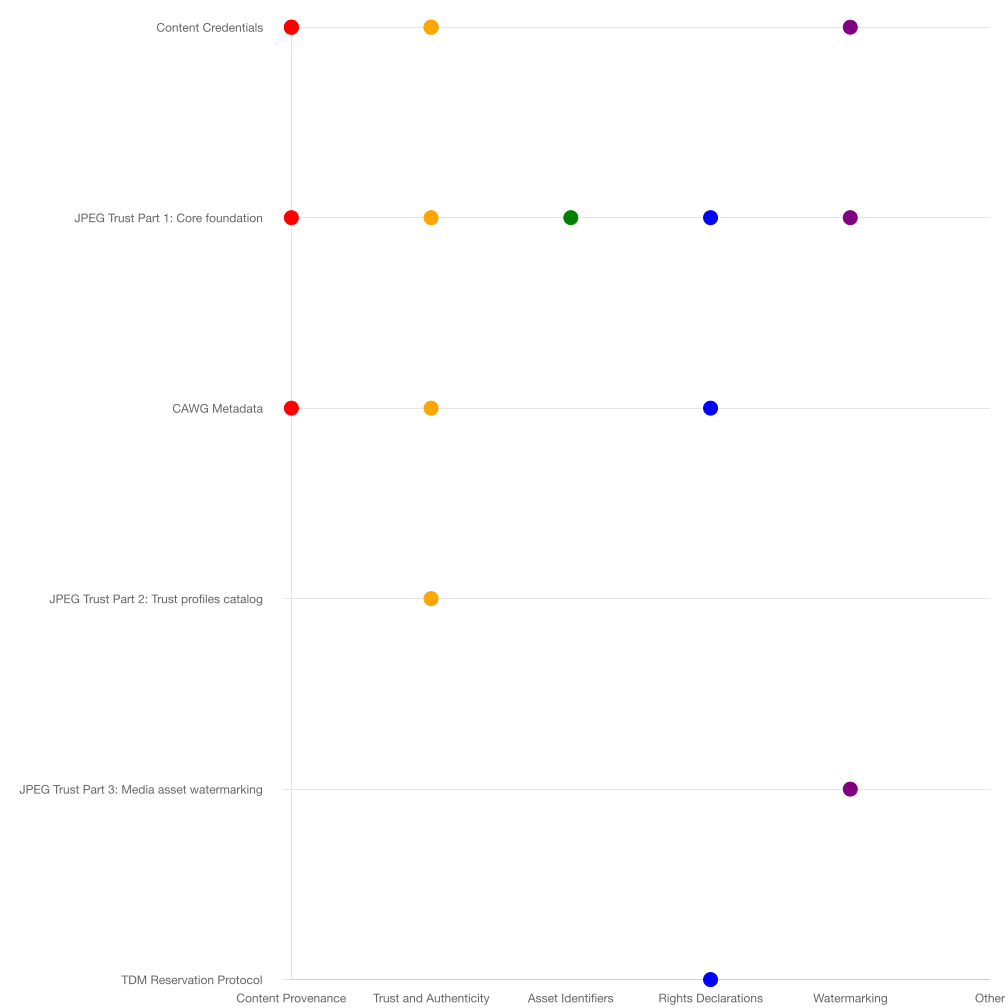 Content Credentials
JPEG Trust Part 1: Core foundation
CAWG Metadata
JPEG Trust Part 2: Trust profiles catalog
JPEG Trust Part 3: Media asset watermarking
TDM Reservation Protocol
Content Provenance
Trust and Authenticity
Asset Identifiers
Rights Declarations
Watermarking
Other